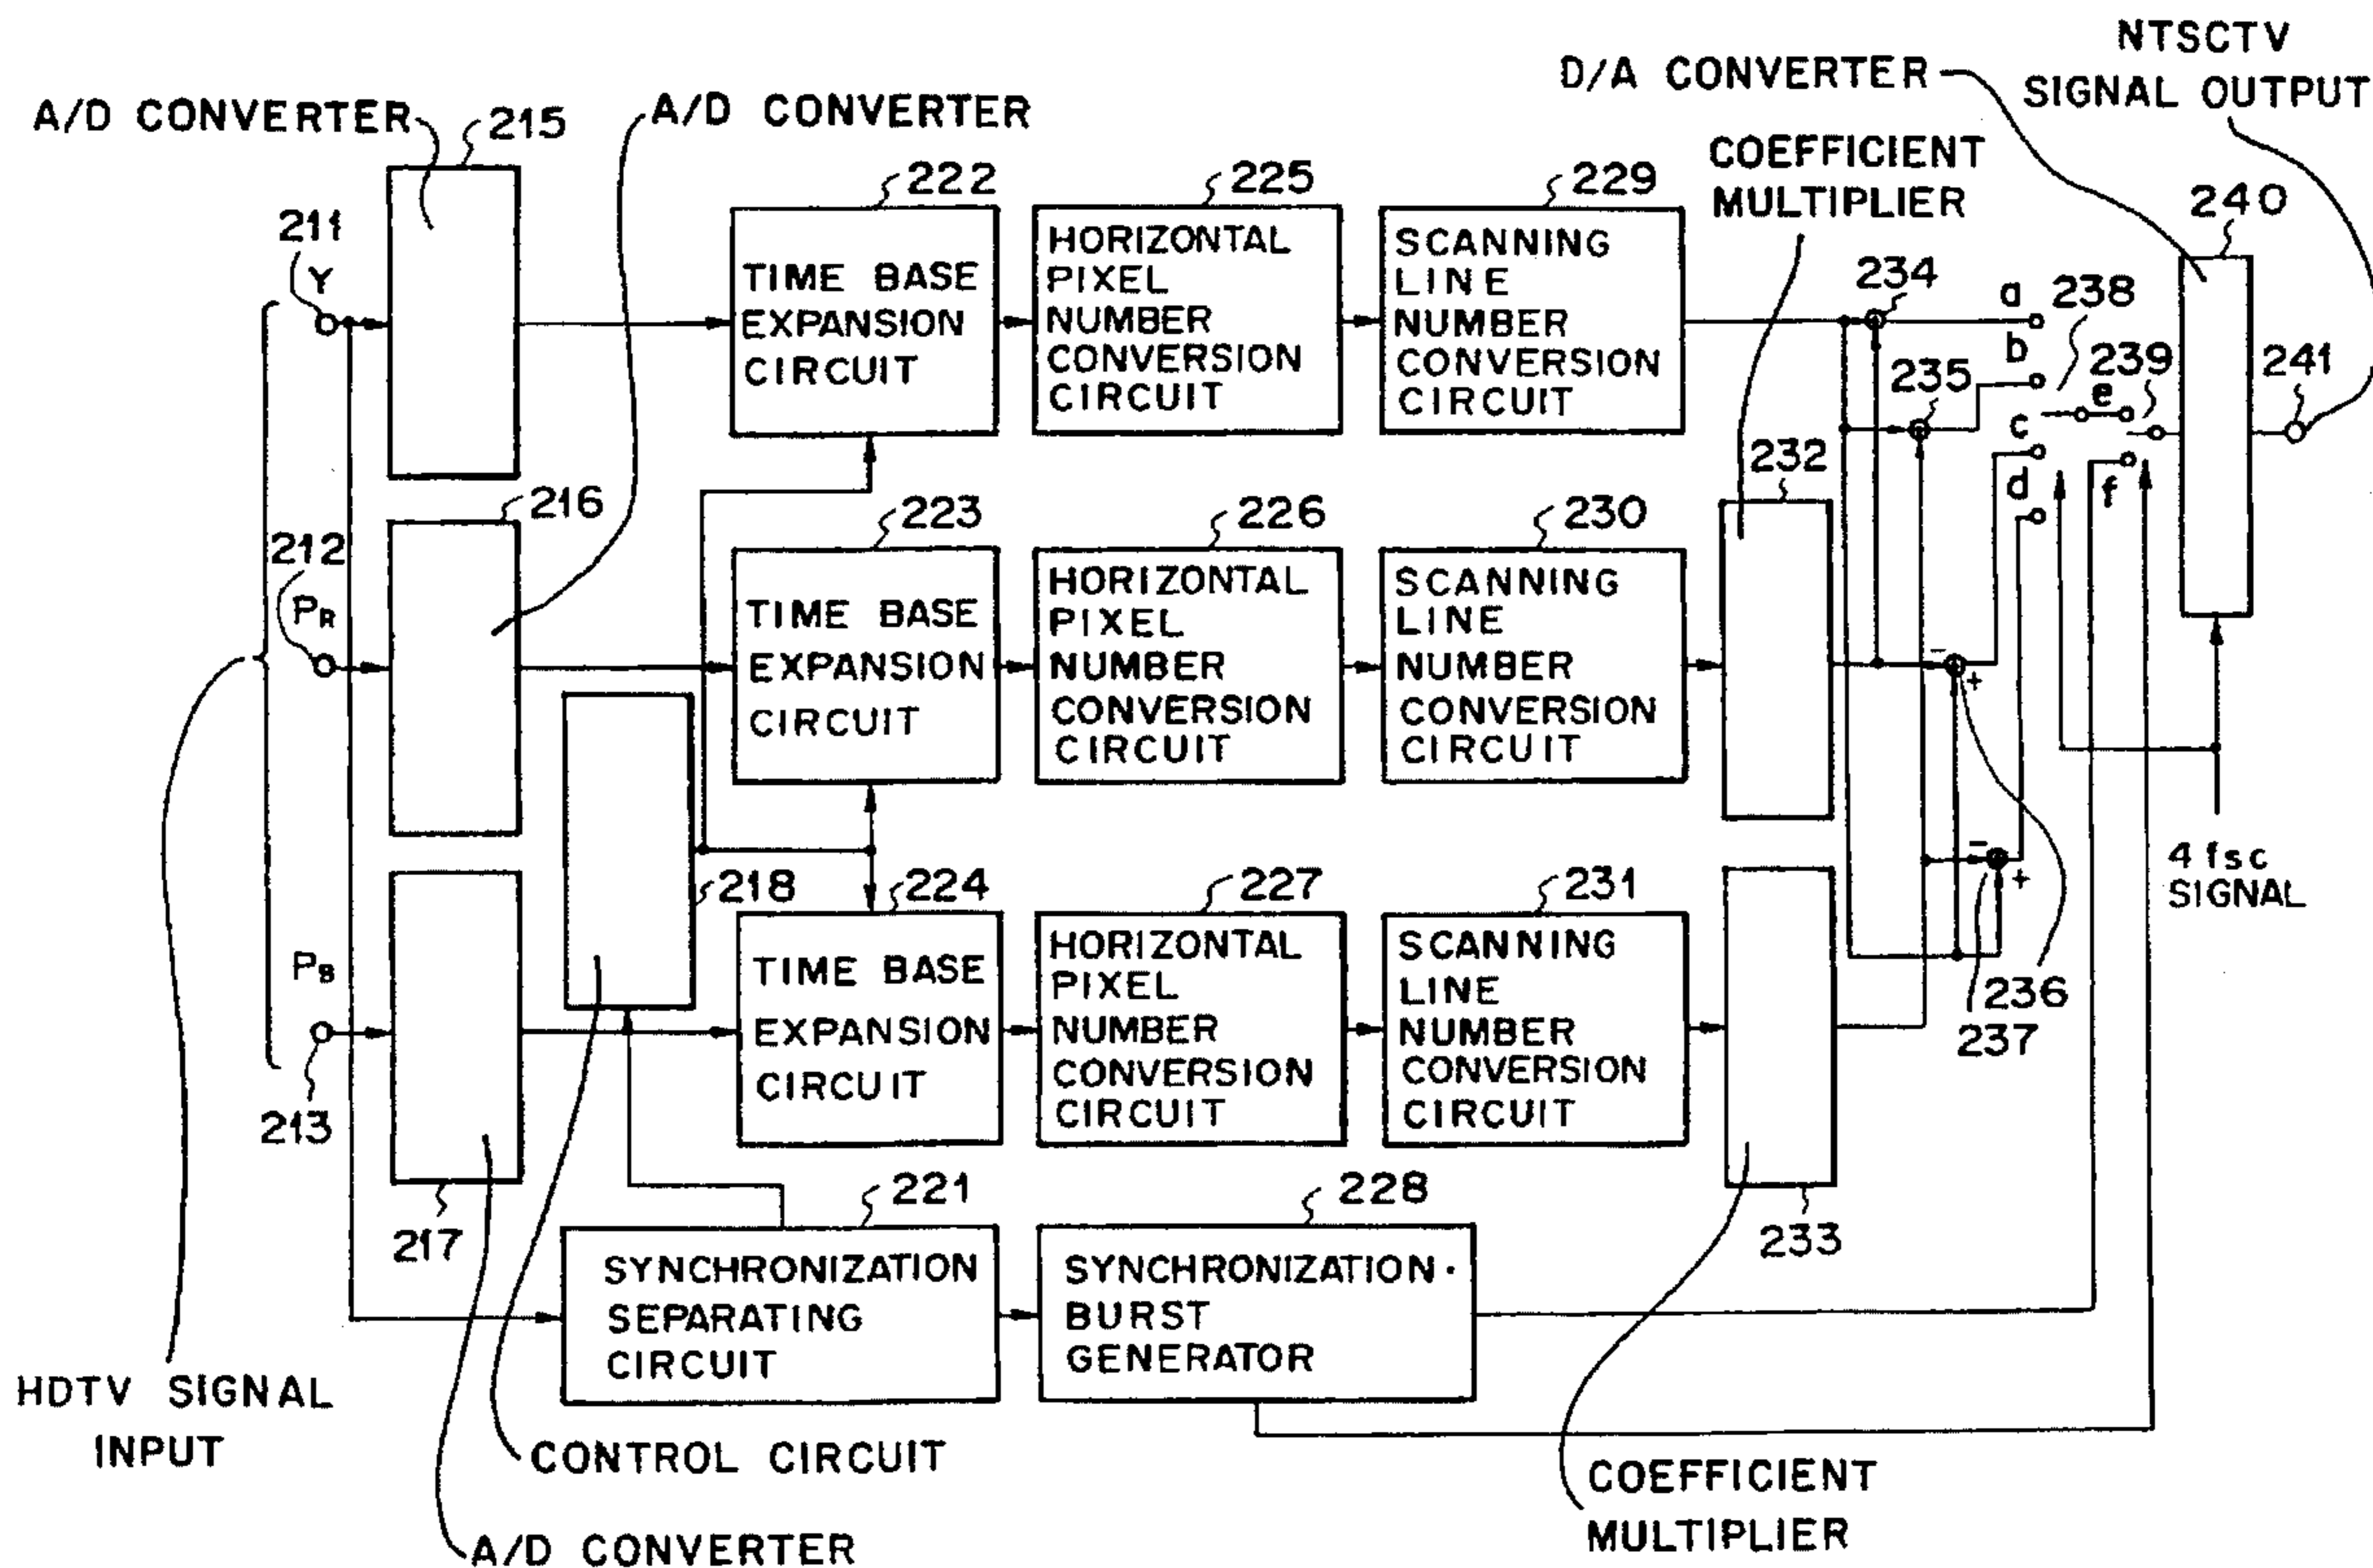 NTSCTV
SIGNAL OUTPUT
D/A CONVERTER
A/D CONVERTER
215
A/D CONVERTER
COEFFICIENT
MULTIPLIER
240
211
Y
222
TIME BASE
EXPANSION
CIRCUIT
225
HORIZONTAL
PIXEL
NUMBER
CONVERSION
CIRCUIT
229
SCANNING
LINE
NUMBER
CONVERSION
CIRCUIT
234
235
a
b
c
d
238
e
239
f
241
216
212
PR
223
TIME BASE
EXPANSION
CIRCUIT
226
HORIZONTAL
PIXEL
NUMBER
CONVERSION
CIRCUIT
230
SCANNING
LINE
NUMBER
CONVERSION
CIRCUIT
232
-
+
-
+
4 fsc
SIGNAL
218
PB
213
224
TIME BASE
EXPANSION
CIRCUIT
227
HORIZONTAL
PIXEL
NUMBER
CONVERSION
CIRCUIT
231
SCANNING
LINE
NUMBER
CONVERSION
CIRCUIT
236
237
217
221
SYNCHRONIZATION
SEPARATING
CIRCUIT
228
SYNCHRONIZATION·
BURST
GENERATOR
233
HDTV SIGNAL
INPUT
CONTROL CIRCUIT
A/D CONVERTER
COEFFICIENT
MULTIPLIER